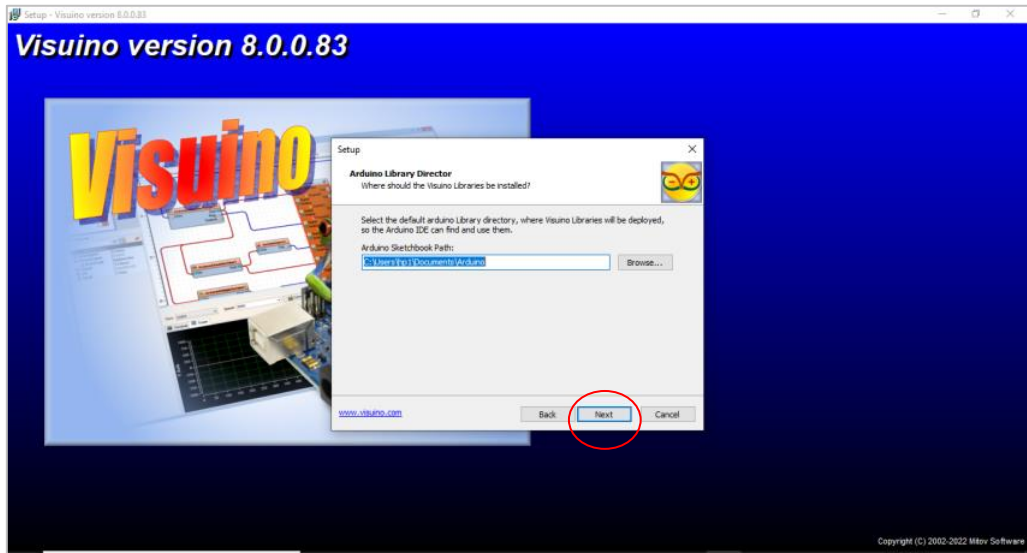 Setup - Visuino version 8.0.0.83
Visuino version 8.0.0.83
Visuino
Setup
Arduino Library Director
Where should the Visuino Libraries be installed?
Select the default arduino Library directory, where Visuino Libraries will be deployed,
so the Arduino IDE can find and use them.
Arduino Sketchbook Path:
C:\Users\hp1\Documents\Arduino
Browse...
www.visuino.com
Back
Next
Cancel
Copyright (C) 2002-2022 Mitov Software